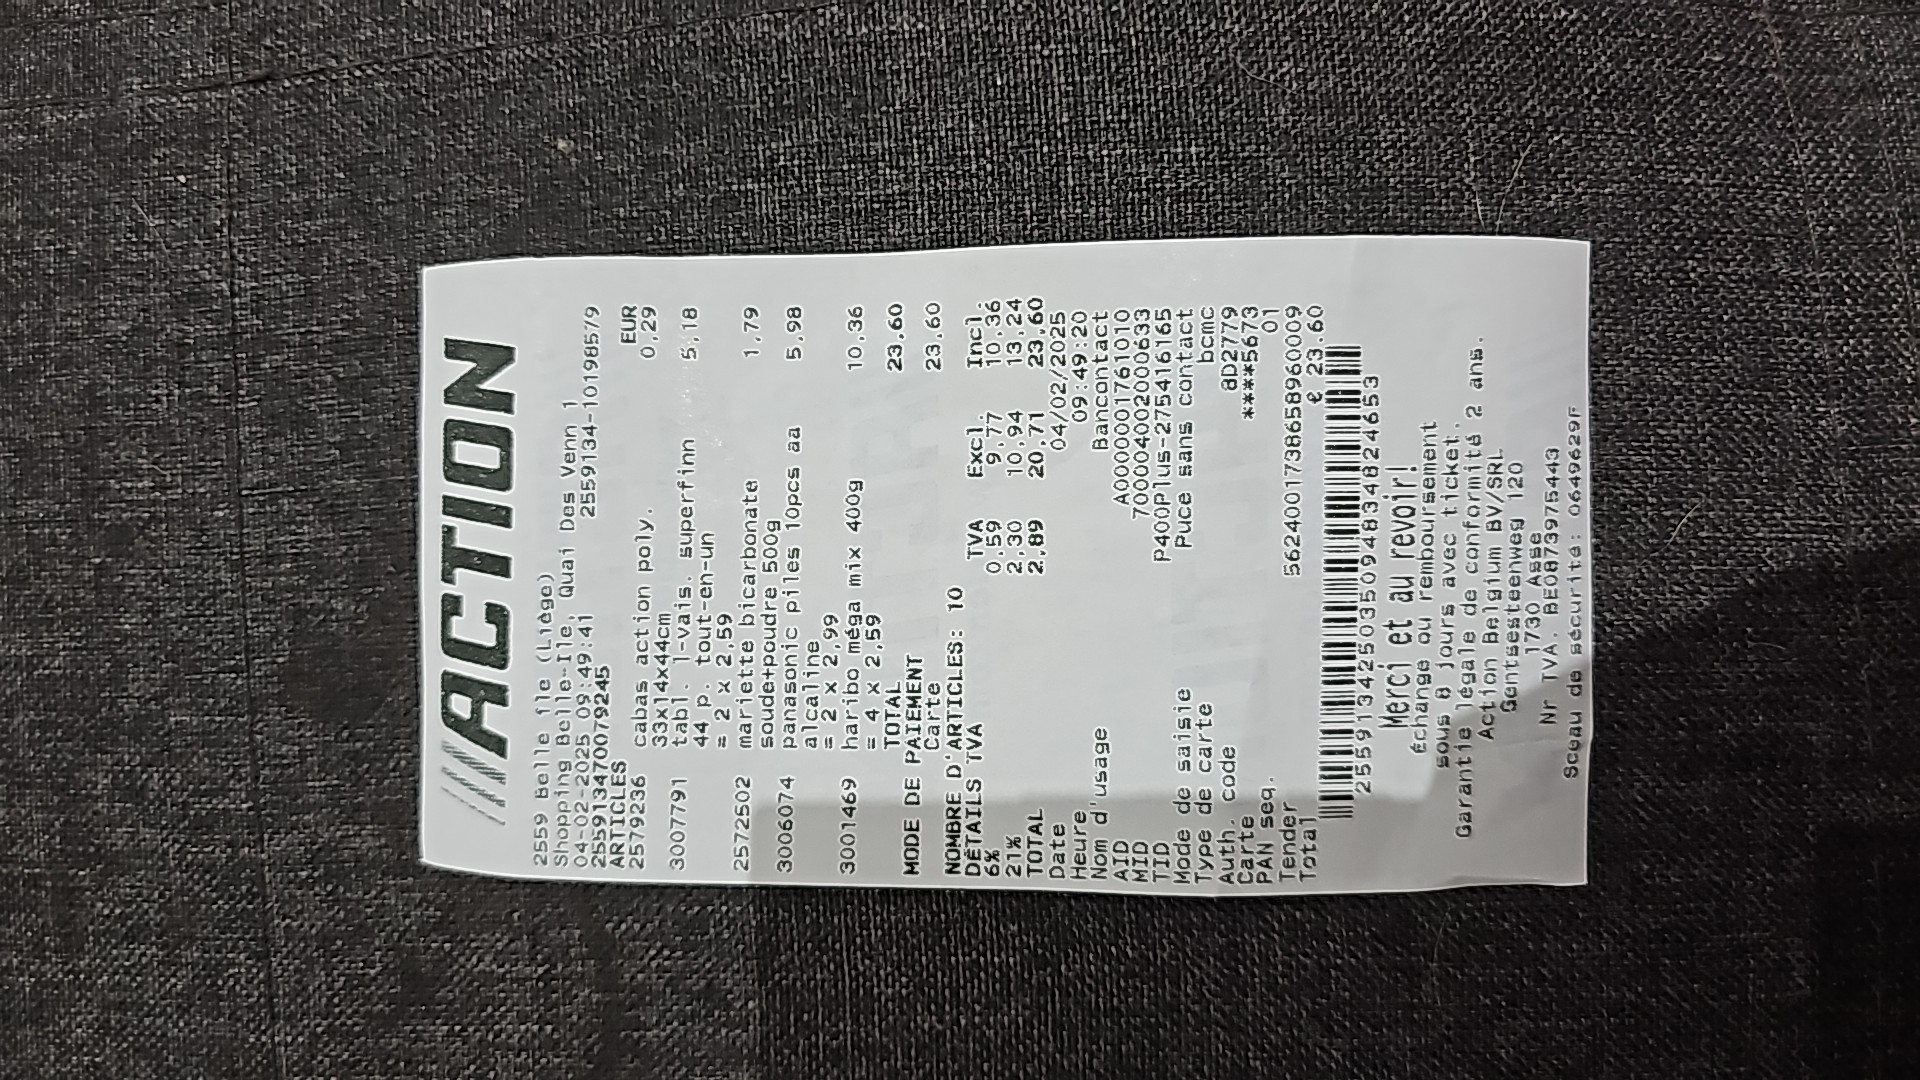 ACTION
2559 Belle île (Liège)
Shopping Belle-Ile, Quai Des Venn 1
04-02-2025 09:49:41 2559134-10198579
25591347007924S
ARTICLES EUR
2579236 cabas action poly. 0,29
33x14x44cm
3007791 tabl. l-vais. superfinn 5,18
44 p. tout-en-un
= 2 x 2,59
2572502 mariette bicarbonate 1,79
soude+poudre 500g
3006074 panasonic piles 10pcs aa 5,98
alcaline
= 2 x 2,99
3001469 haribo méga mix 400g 10,36
= 4 x 2,59
TOTAL 23,60
MODE DE PAIEMENT
Carte 23,60
NOMBRE D'ARTICLES: 10
DÉTAILS TVA TVA Excl. Incl.
6% 0,59 9,77 10,36
21% 2,30 10,94 13,24
TOTAL 2,89 20,71 23,60
Date 04/02/2025
Heure 09:49:20
Nom d'usage Bancontact
AID A0000001761010
MID 7000040200633
TID P400Plus-275416165
Mode de saisie Puce sans contact
Type de carte bcmc
Auth. code 8D2779
Carte ****5673
PAN seq. 01
Tender 5624001738658960009
Total € 23.60
2559134250350948348246S3
Merci et au revoir!
Échange ou remboursement
sous 8 jours avec ticket.
Garantie légale de conformité 2 ans.
Action Belgium BV/SRL
Gentsesteenweg 120
1730 Asse
Nr TVA. BE0873975443
Sceau de sécurité: 0649629F